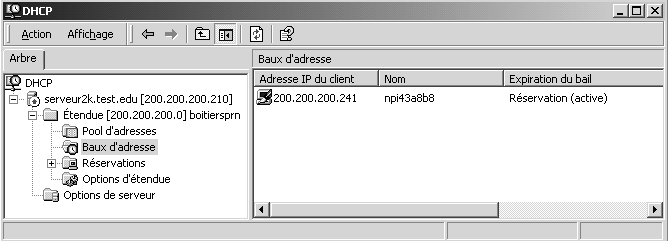 DHCP
Action Affichage
Arbre
Baux d'adresse
DHCP
serveur2k.test.edu [200.200.200.210]
Étendue [200.200.200.0] boitiersprn
Pool d'adresses
Baux d'adresse
Réservations
Options d'étendue
Options de serveur
Adresse IP du client Nom Expiration du bail
200.200.200.241 npi43a8b8 Réservation (active)